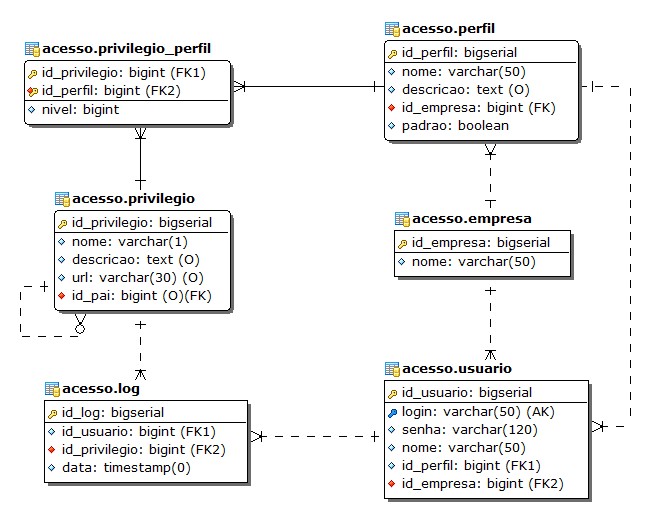 acesso.privilegio_perfil
id_privilegio: bigint (FK1)
id_perfil: bigint (FK2)
nivel: bigint
acesso.perfil
id_perfil: bigserial
nome: varchar(50)
descricao: text (O)
id_empresa: bigint (FK)
padrao: boolean
acesso.privilegio
id_privilegio: bigserial
nome: varchar(1)
descricao: text (O)
url: varchar(30) (O)
id_pai: bigint (O)(FK)
acesso.empresa
id_empresa: bigserial
nome: varchar(50)
acesso.log
id_log: bigserial
id_usuario: bigint (FK1)
id_privilegio: bigint (FK2)
data: timestamp(0)
acesso.usuario
id_usuario: bigserial
login: varchar(50) (AK)
senha: varchar(120)
nome: varchar(50)
id_perfil: bigint (FK1)
id_empresa: bigint (FK2)